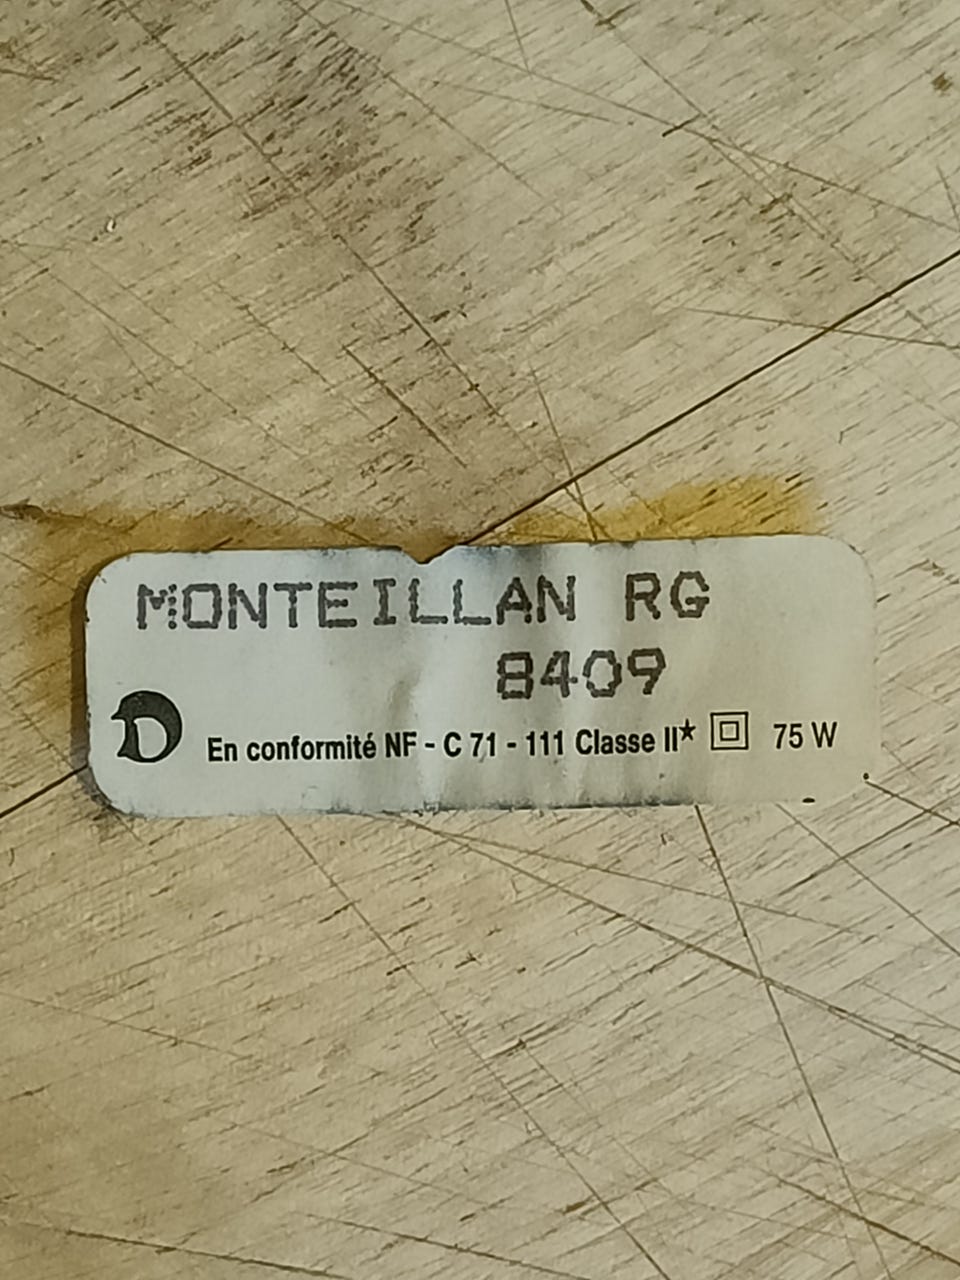 MONTEILLAN RG
8409
D
En conformité NF - C 71 - 111 Classe II★ 75 W